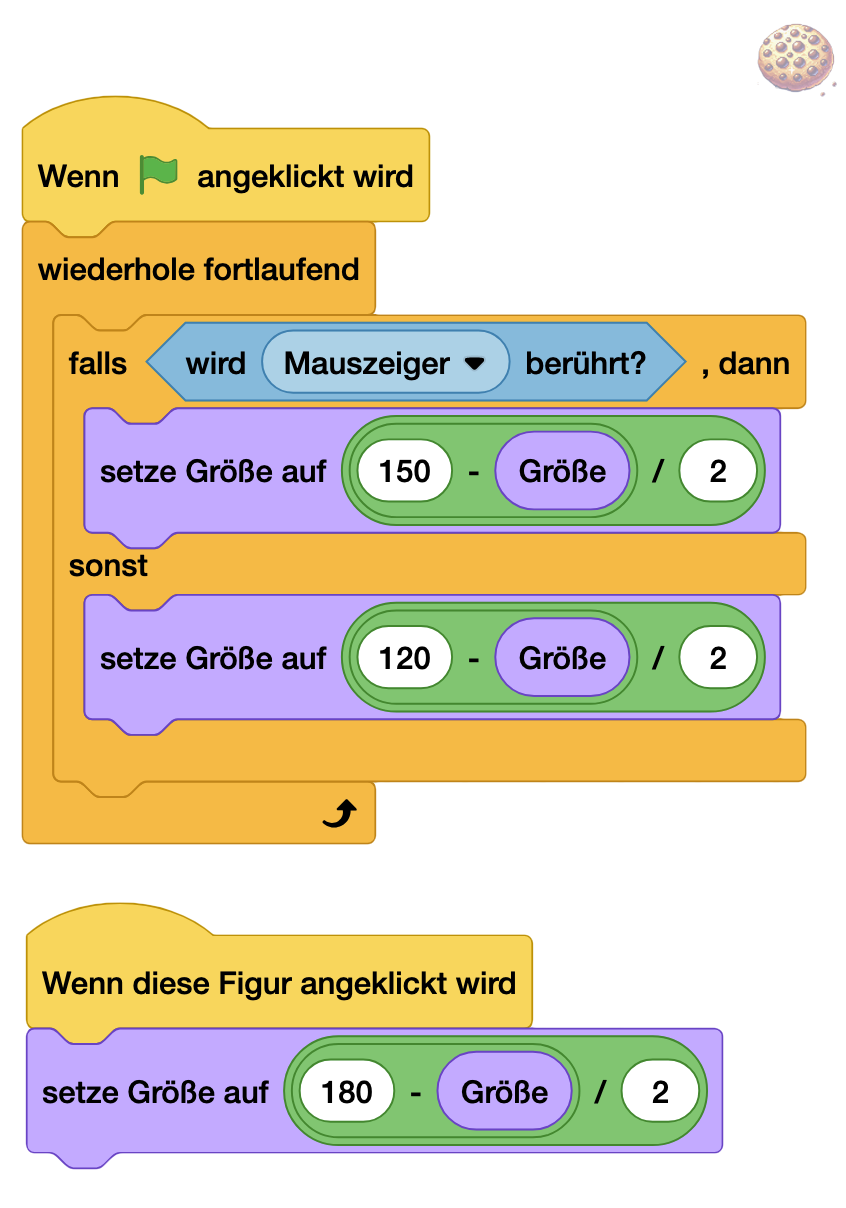 Wenn angeklickt wird
wiederhole fortlaufend
falls wird Mauszeiger berührt? , dann
setze Größe auf 150 - Größe / 2
sonst
setze Größe auf 120 - Größe / 2
Wenn diese Figur angeklickt wird
setze Größe auf 180 - Größe / 2